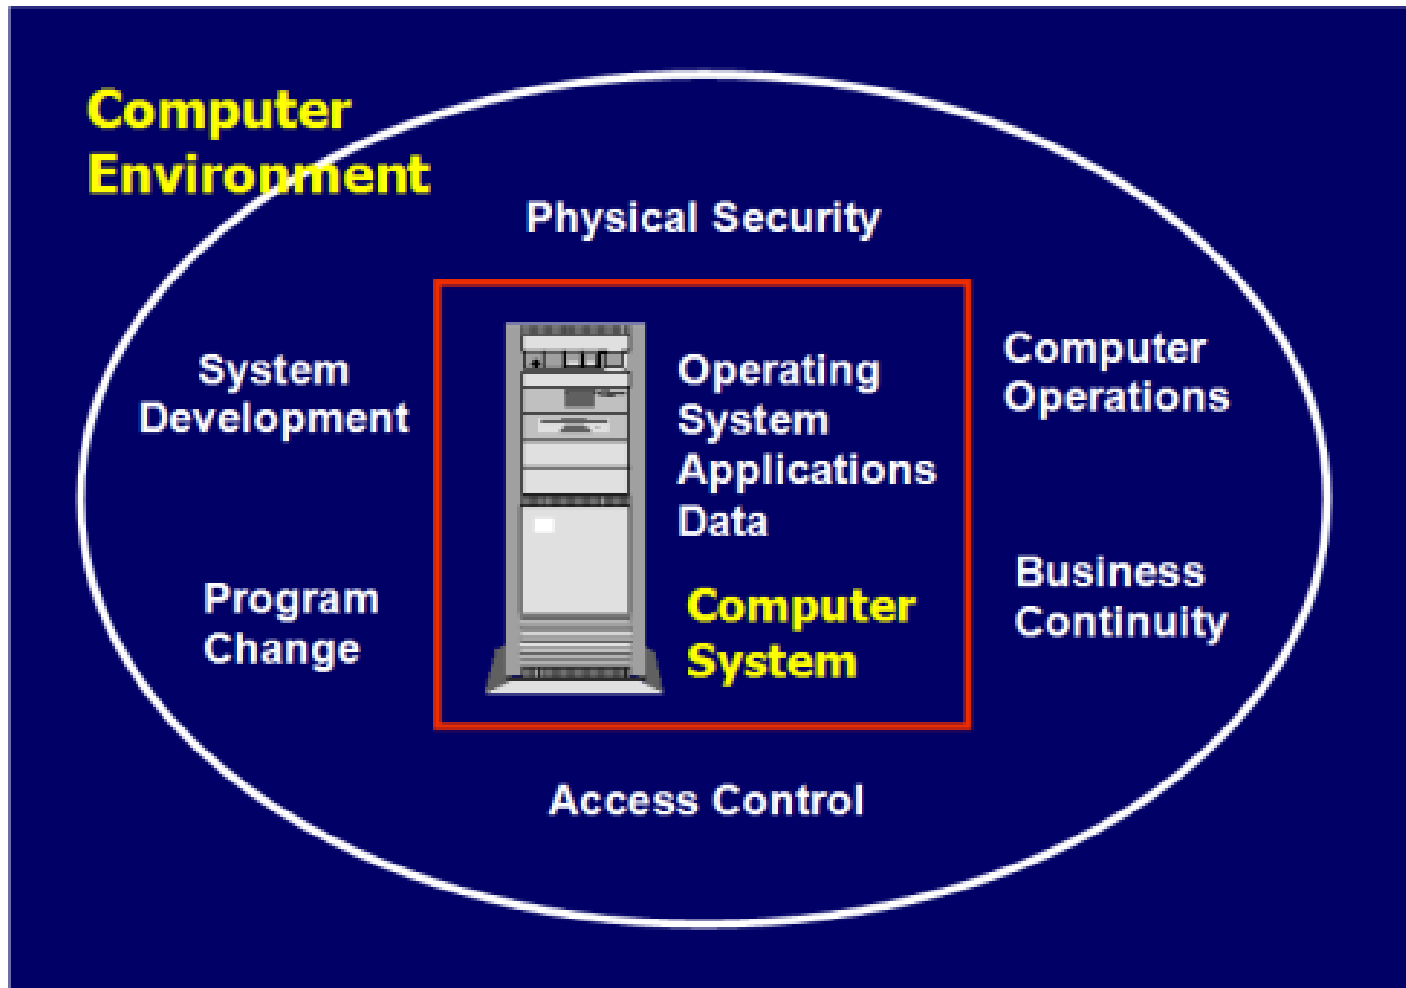 Computer
Environment
Physical Security
System
Development
Operating
System
Applications
Data
Computer
Operations
Program
Change
Computer
System
Business
Continuity
Access Control